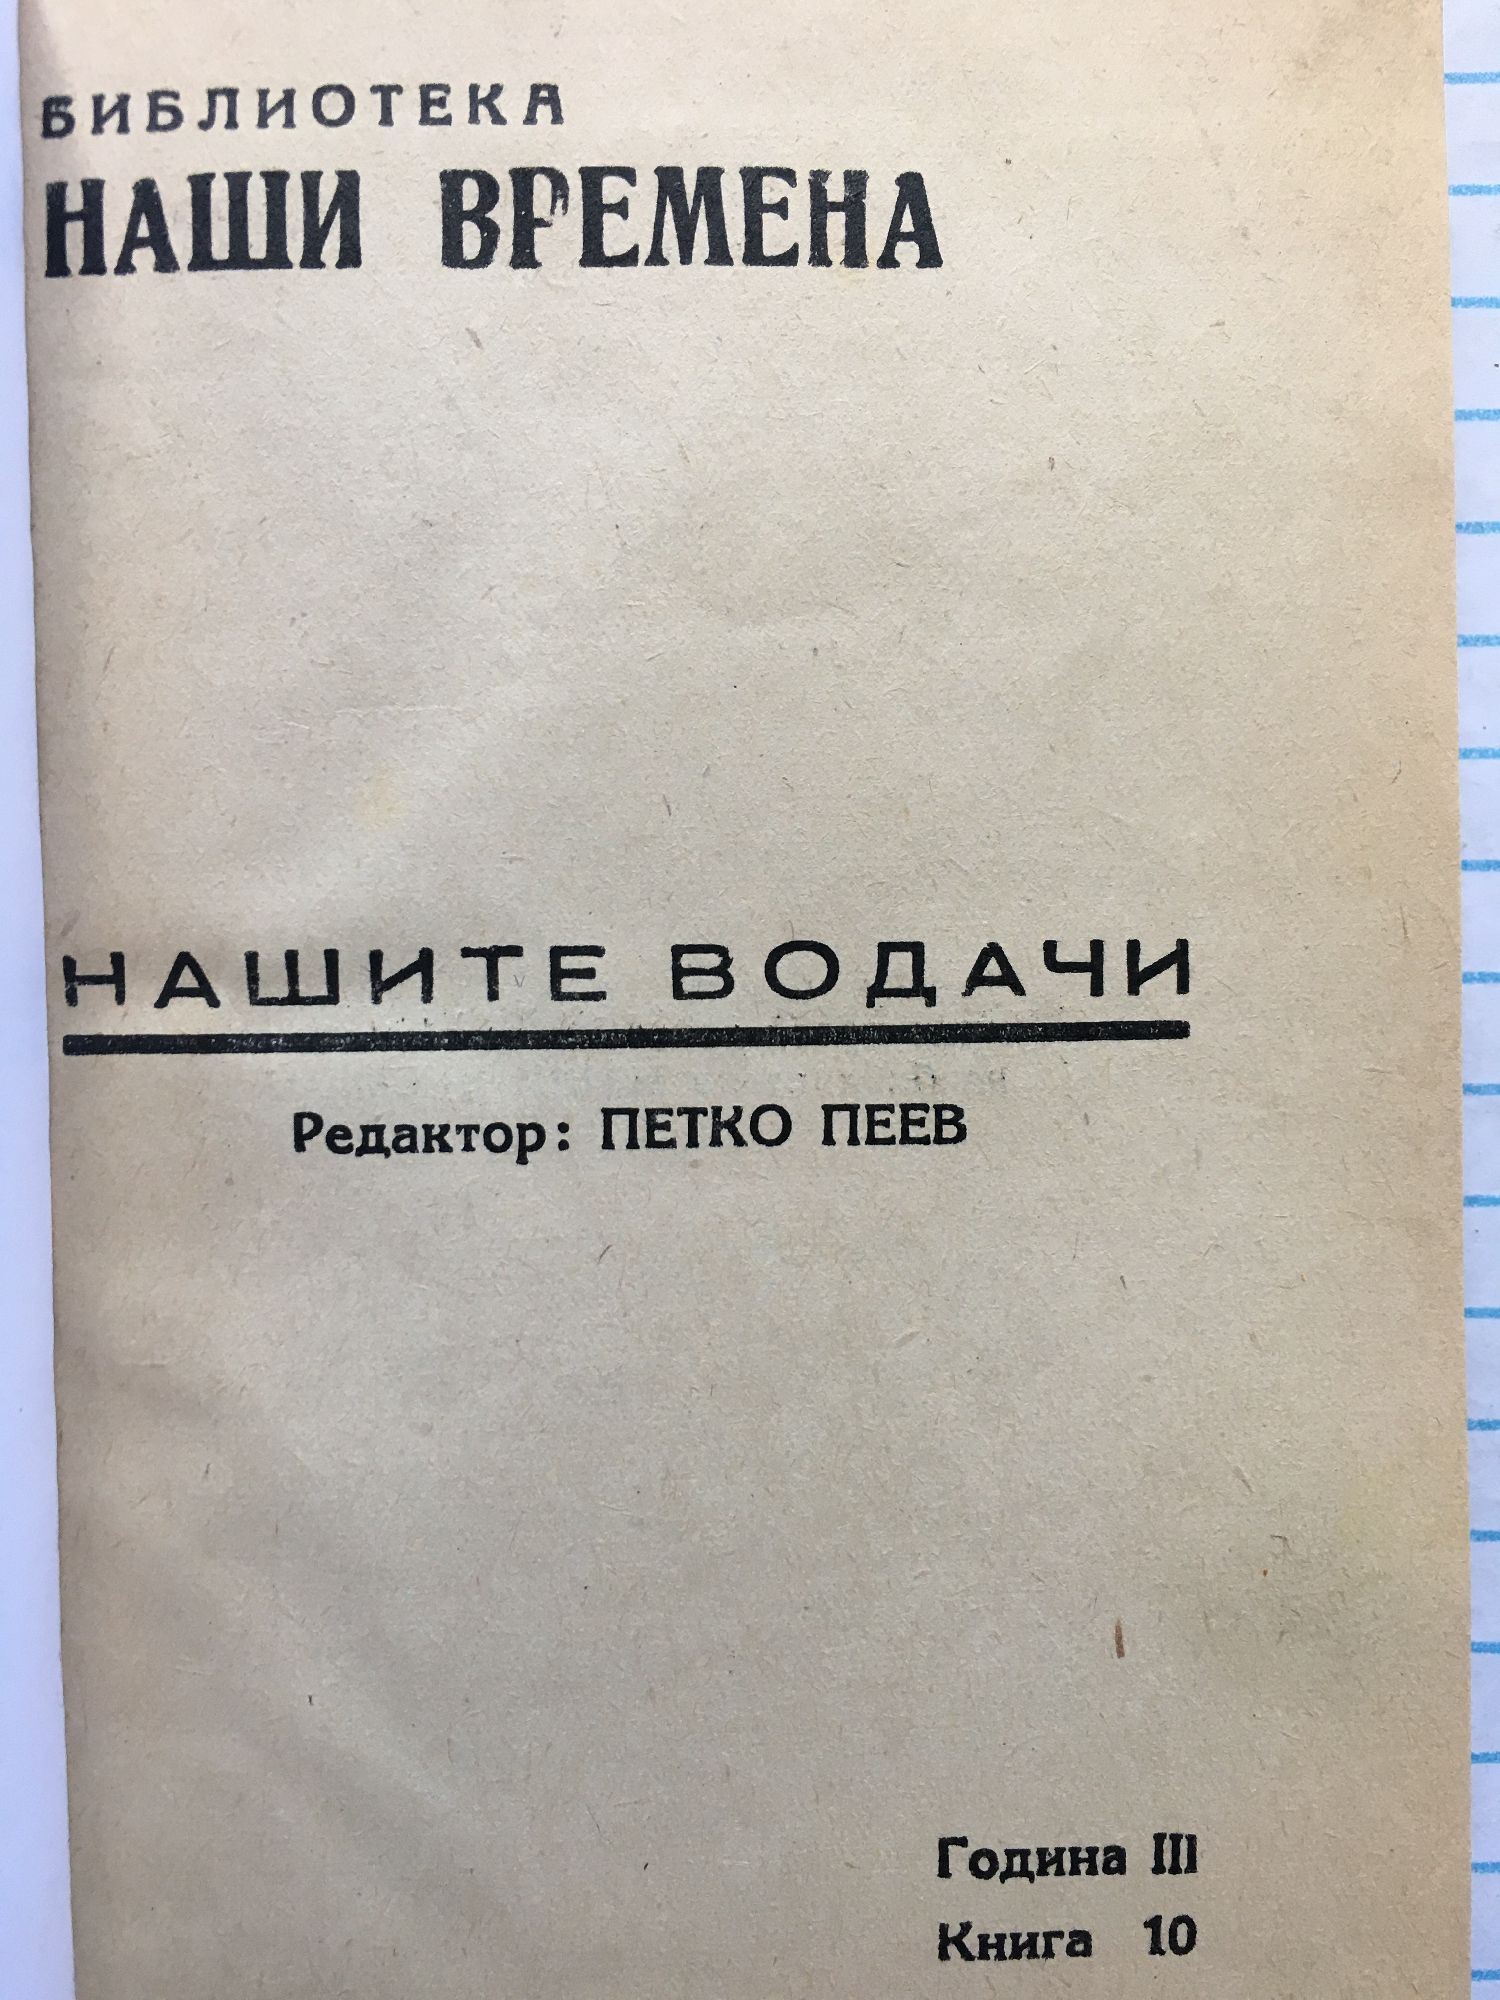 БИБЛИОТЕКА
НАШИ ВРЕМЕНА
НАШИТЕ ВОДАЧИ
Редактор: ПЕТКО ПЕЕВ
Година III
Книга 10